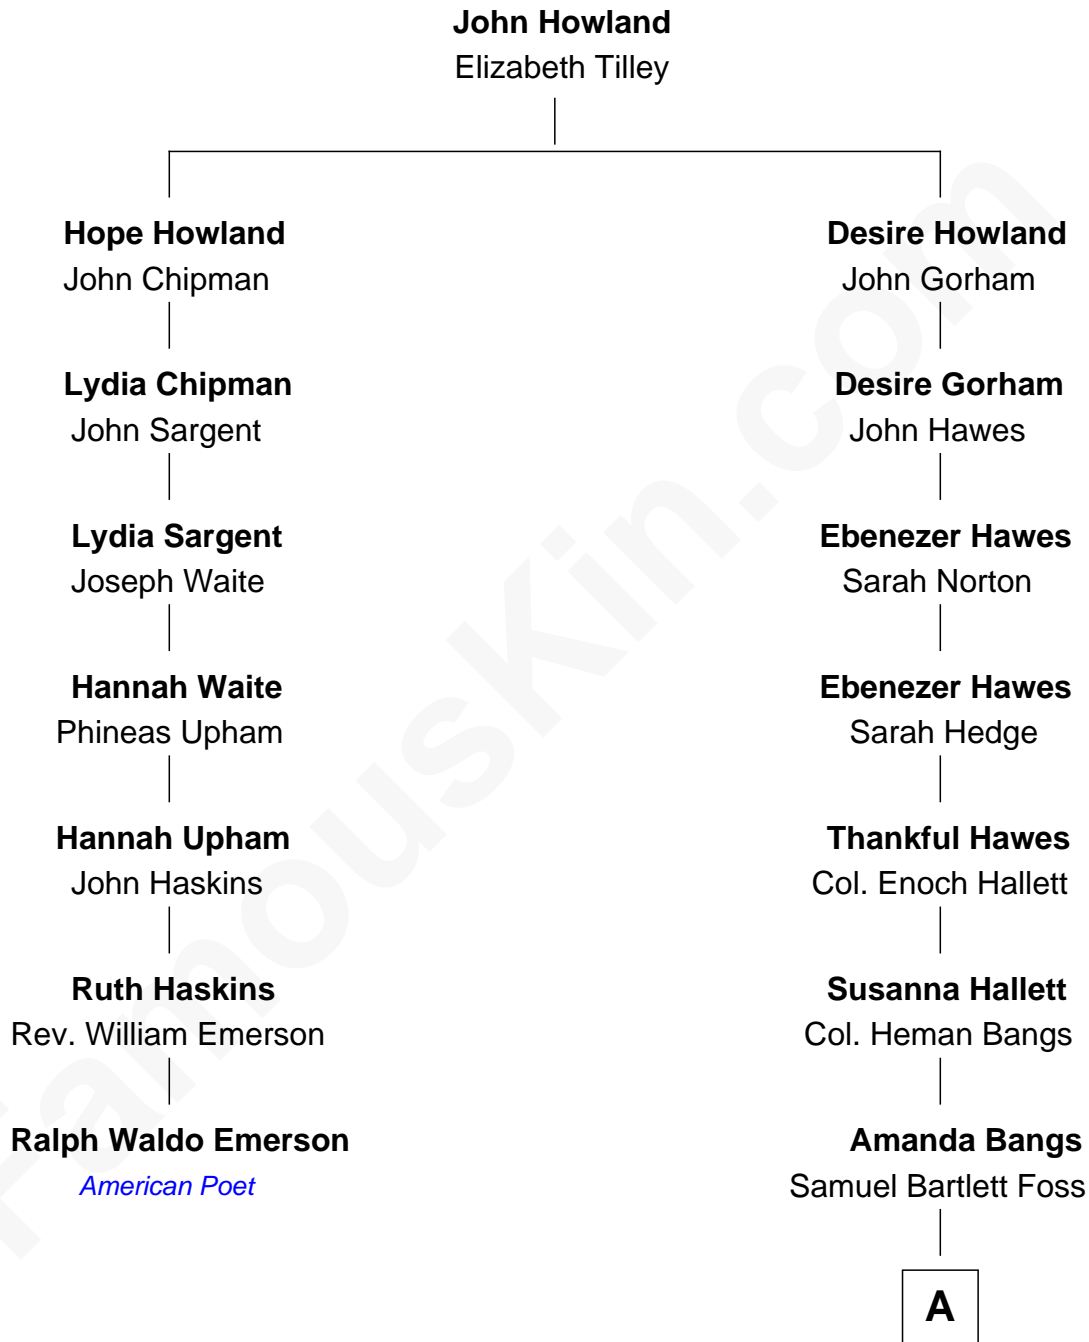 John Howland
Elizabeth Tilley
Hope Howland
John Chipman
Desire Howland
John Gorham
Lydia Chipman
John Sargent
Desire Gorham
John Hawes
Lydia Sargent
Joseph Waite
Ebenezer Hawes
Sarah Norton
Hannah Waite
Phineas Upham
Ebenezer Hawes
Sarah Hedge
Hannah Upham
John Haskins
Thankful Hawes
Col. Enoch Hallett
Ruth Haskins
Rev. William Emerson
Susanna Hallett
Col. Heman Bangs
Ralph Waldo Emerson
American Poet
Amanda Bangs
Samuel Bartlett Foss
A
FamousKin.com